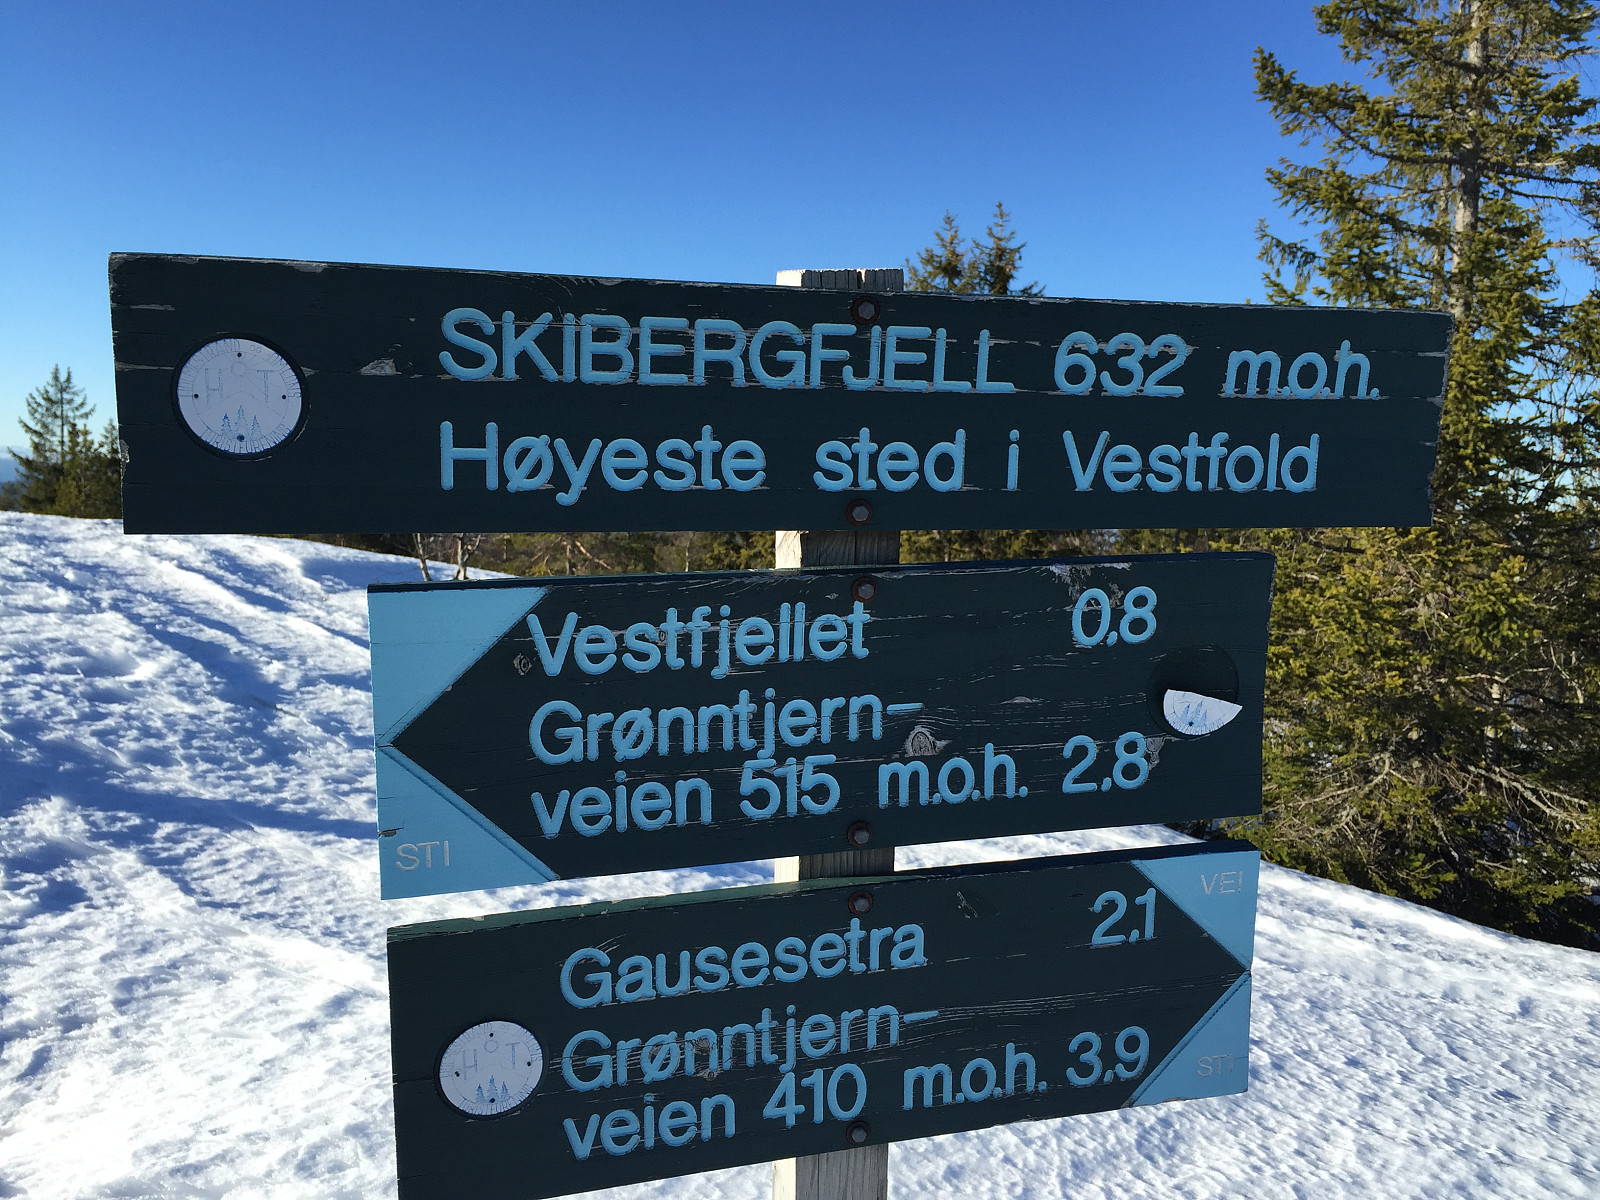 SKIBERGFJELL 632 m.o.h.
Høyeste sted i Vestfold
H T
Vestfjellet 0,8
Grønntjern-
veien 515 m.o.h. 2,8
STI
VEI
Gausesetra 2,1
Grønntjern-
veien 410 m.o.h. 3,9
H T
STI